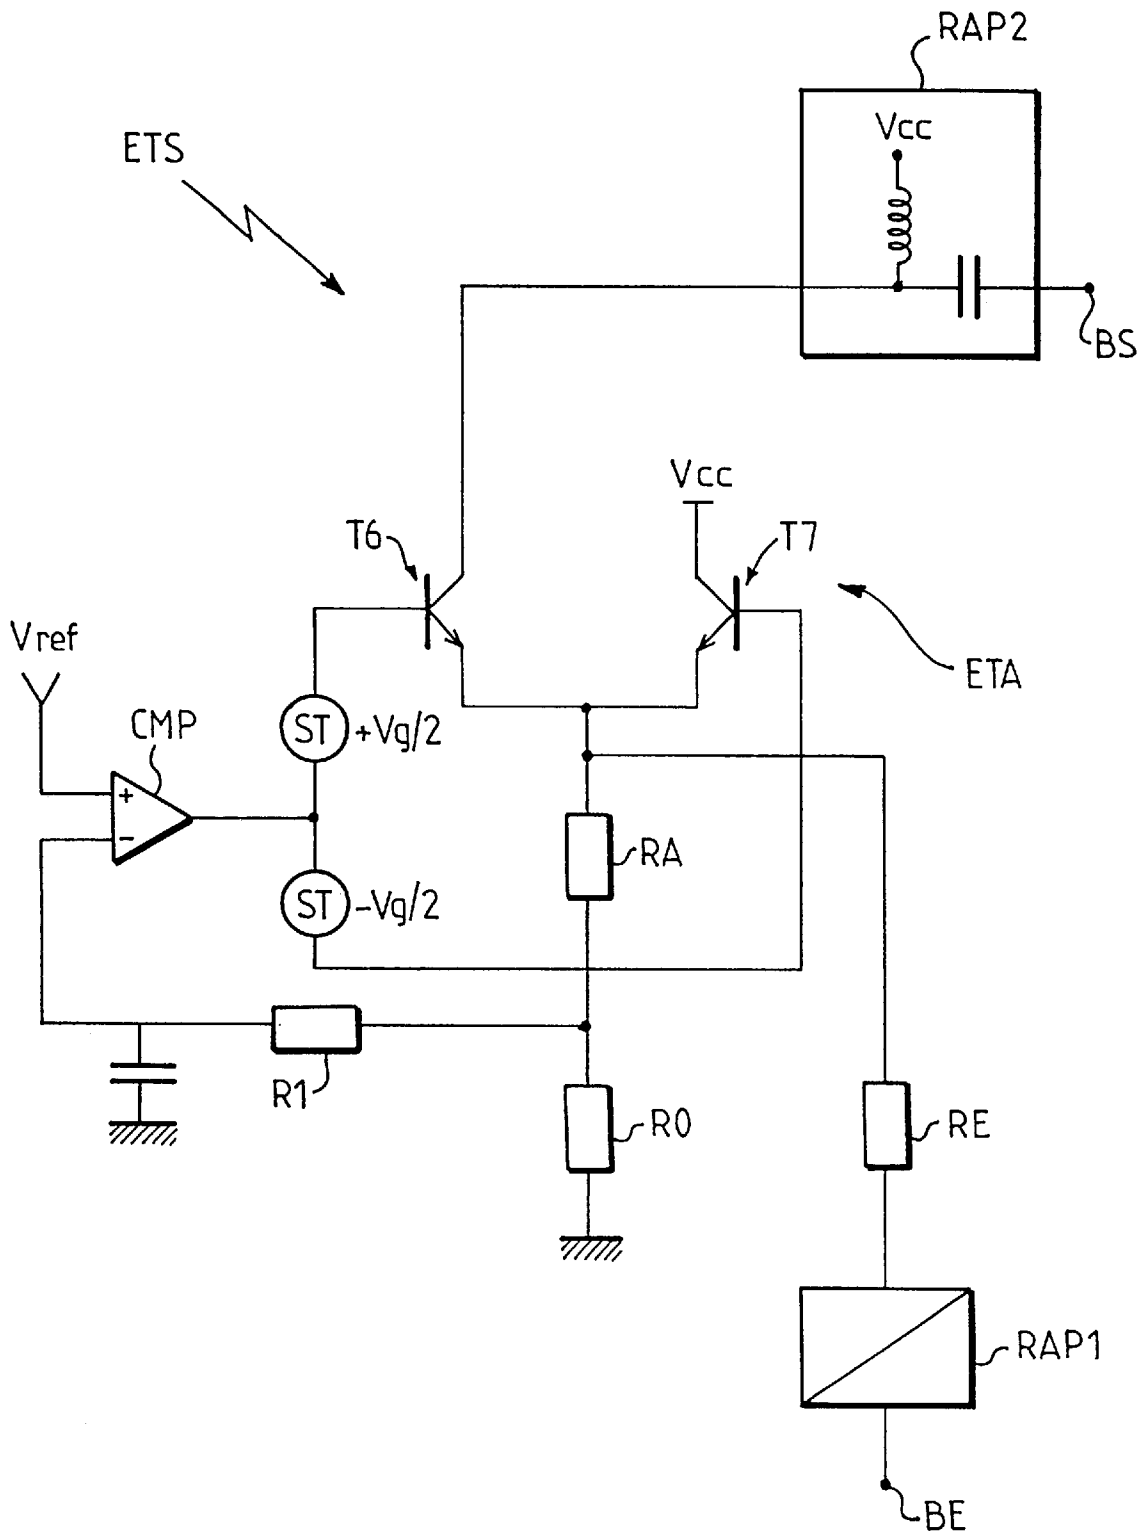 RAP2
Vcc
ETS
BS
Vcc
T6
T7
Vref
ETA
CMP
ST +Vg/2
+
-
RA
ST -Vg/2
R1
R0
RE
RAP1
BE